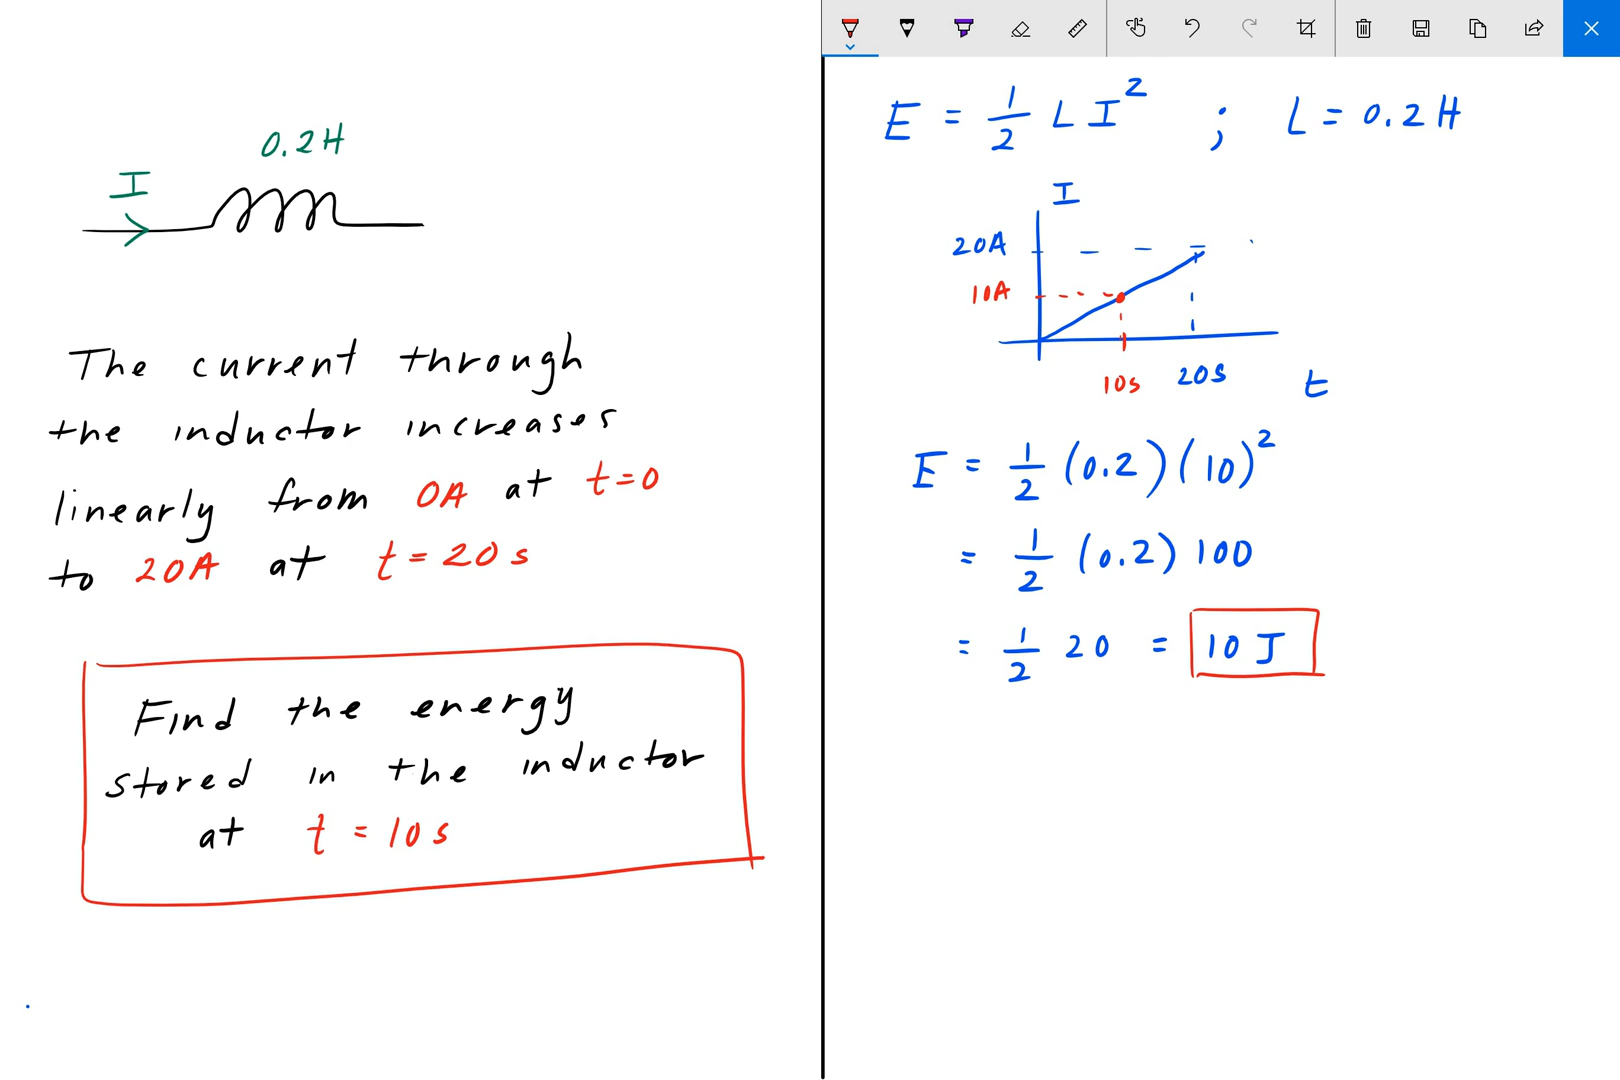 0.2H
I
The current through
the inductor increases
linearly from 0A at t=0
to 20A at t=20s
Find the energy
stored in the inductor
at t=10s
E = 1/2 L I² ; L = 0.2H
I
20A
10A
10s 20s t
E = 1/2 (0.2)(10)²
= 1/2 (0.2) 100
= 1/2 20 = 10 J